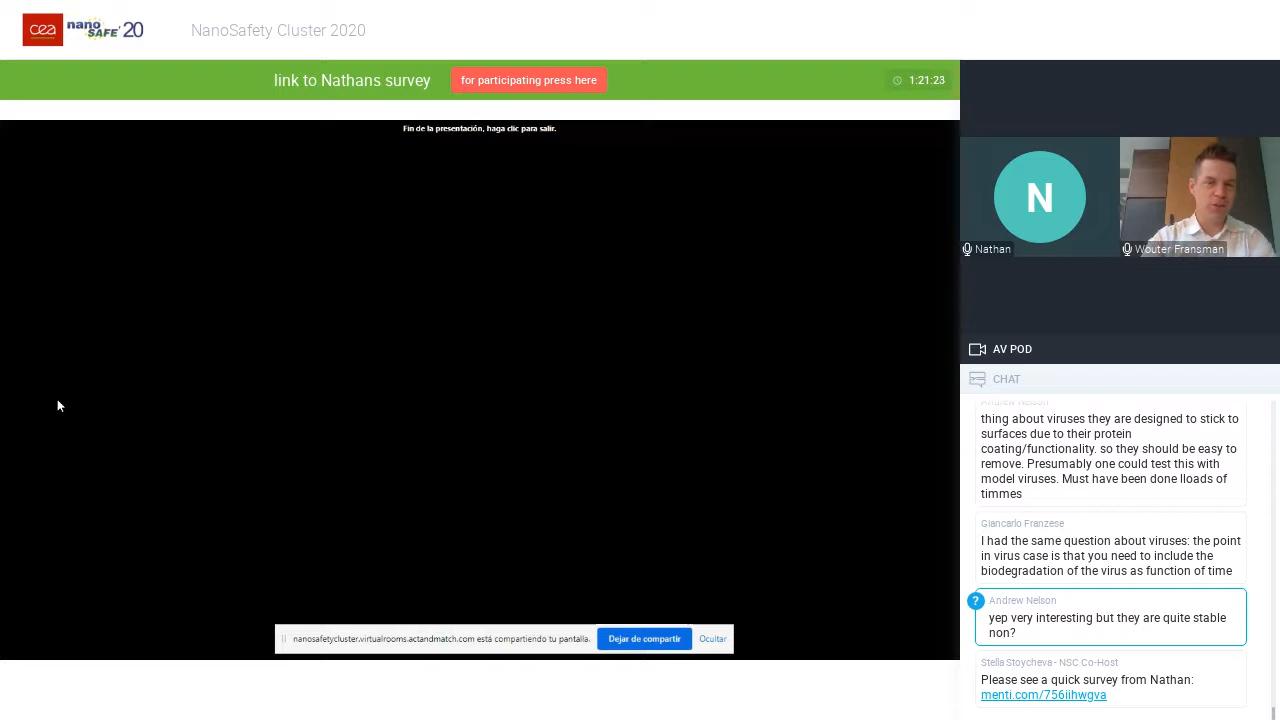 cea nano SAFE'20
NanoSafety Cluster 2020
link to Nathans survey
for participating press here
1:21:23
Fin de la presentación, haga clic para salir.
N
Nathan
Wouter Fransman
AV POD
CHAT
Andrew Nelson
thing about viruses they are designed to stick to
surfaces due to their protein
coating/functionality. so they should be easy to
remove. Presumably one could test this with
model viruses. Must have been done lloads of
timmes
Giancarlo Franzese
I had the same question about viruses: the point
in virus case is that you need to include the
biodegradation of the virus as function of time
?
Andrew Nelson
yep very interesting but they are quite stable
non?
Stella Stoycheva - NSC Co-Host
Please see a quick survey from Nathan:
menti.com/756iihwgva
nanosafetycluster.virtualrooms.actandmatch.com está compartiendo tu pantalla.
Dejar de compartir
Ocultar